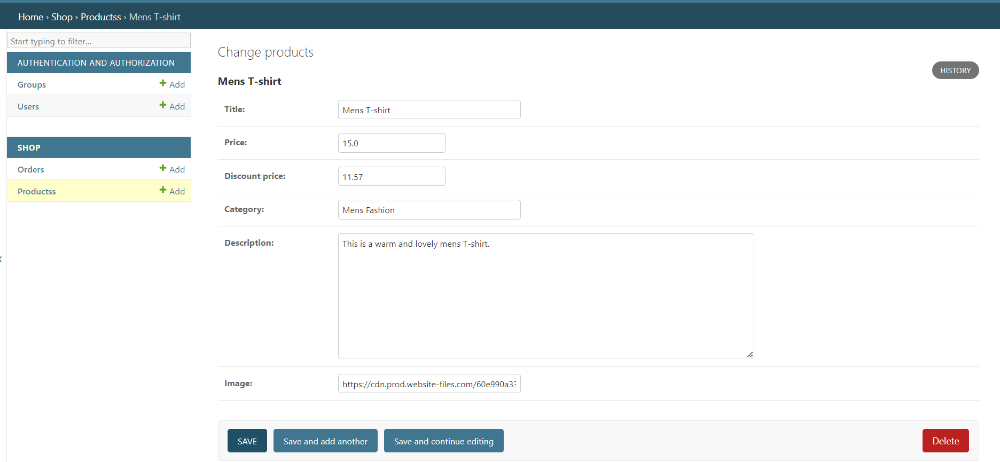 Home › Shop › Productss › Mens T-shirt
Start typing to filter...
AUTHENTICATION AND AUTHORIZATION
Groups Add
Users Add
SHOP
Orders Add
Productss Add
Change products
HISTORY
Mens T-shirt
Title: Mens T-shirt
Price: 15.0
Discount price: 11.57
Category: Mens Fashion
Description: This is a warm and lovely mens T-shirt.
Image: https://cdn.prod.website-files.com/60e990a33
SAVE Save and add another Save and continue editing Delete